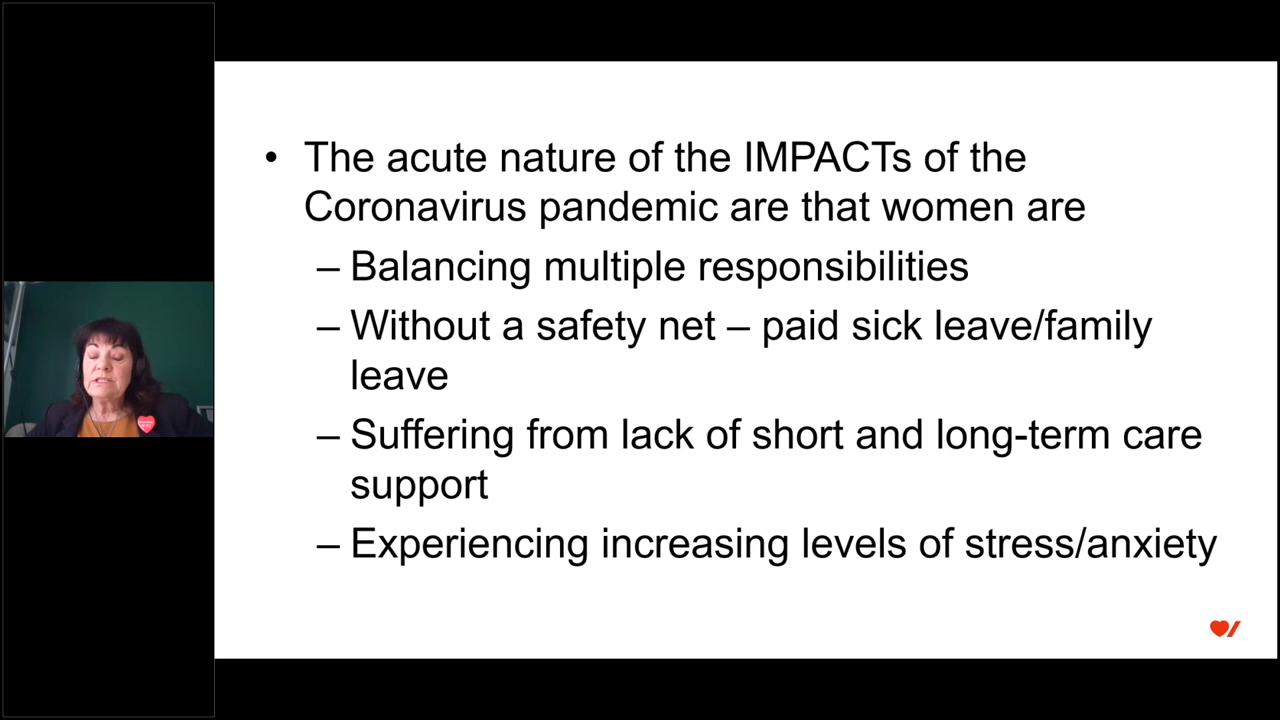 • The acute nature of the IMPACTs of the
Coronavirus pandemic are that women are
– Balancing multiple responsibilities
– Without a safety net – paid sick leave/family
leave
– Suffering from lack of short and long-term care
support
– Experiencing increasing levels of stress/anxiety